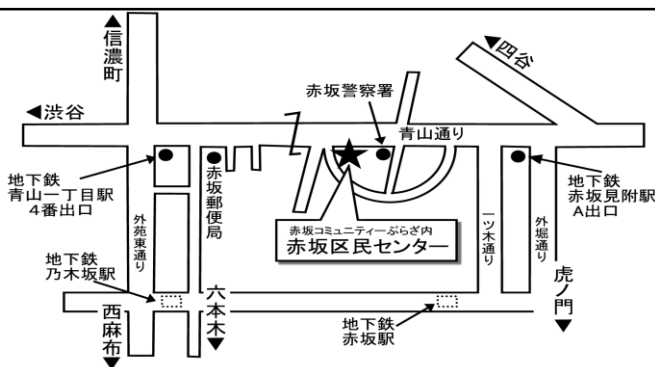 ▲信濃町
◀四谷
◀渋谷
赤坂警察署
青山通り
地下鉄
青山一丁目駅
4番出口
赤坂郵便局
地下鉄
赤坂見附駅
A出口
赤坂コミュニティーぷらざ内
赤坂区民センター
外苑東通り
一ツ木通り
外堀通り
地下鉄
乃木坂駅
虎ノ門▼
西麻布▼
六本木▼
地下鉄
赤坂駅